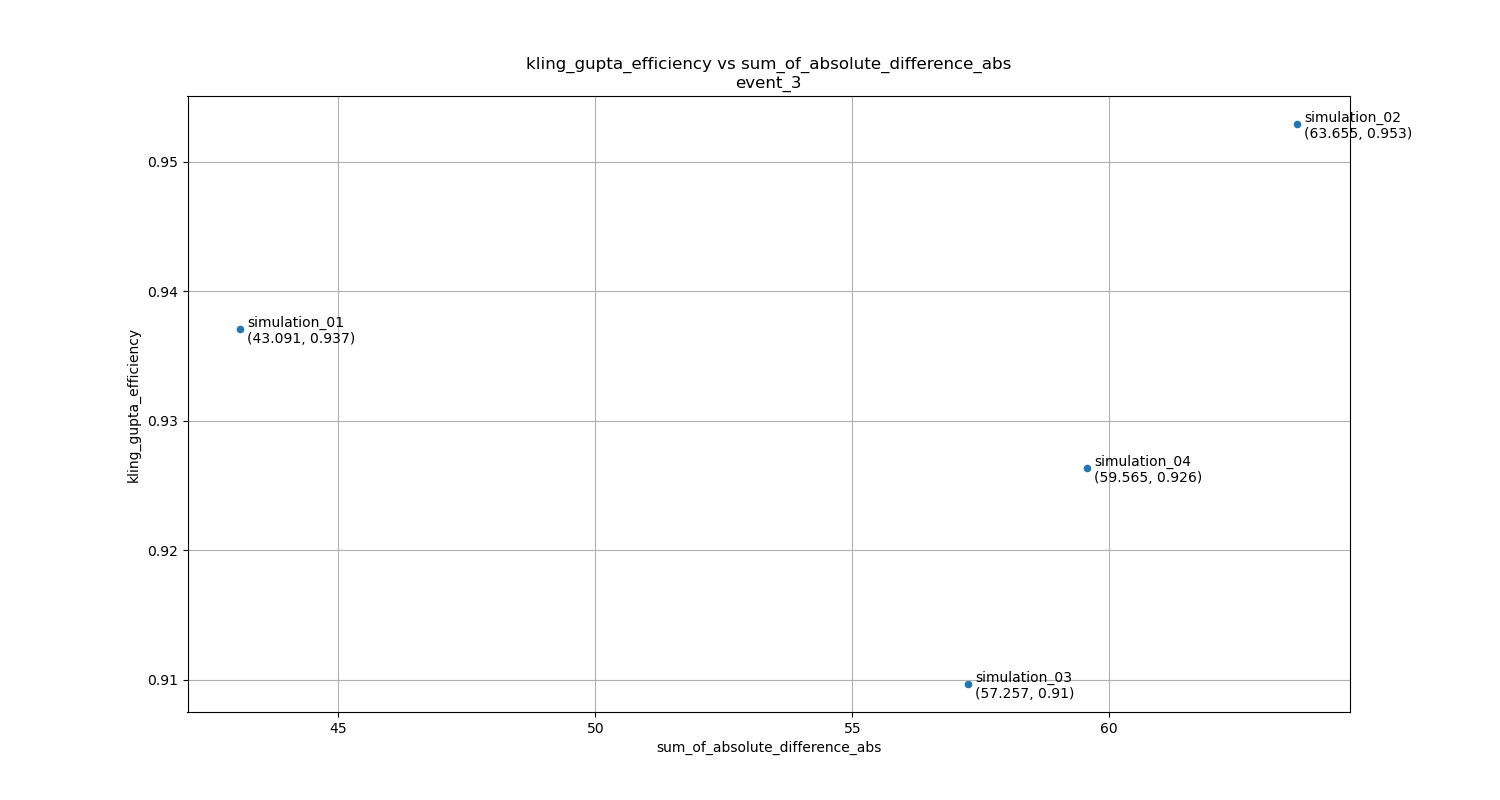 kling_gupta_efficiency vs sum_of_absolute_difference_abs
event_3
simulation_02
(63.655, 0.953)
0.95
0.94
simulation_01
(43.091, 0.937)
kling_gupta_efficiency
0.93
simulation_04
(59.565, 0.926)
0.92
simulation_03
(57.257, 0.91)
0.91
45 50 55 60
sum_of_absolute_difference_abs